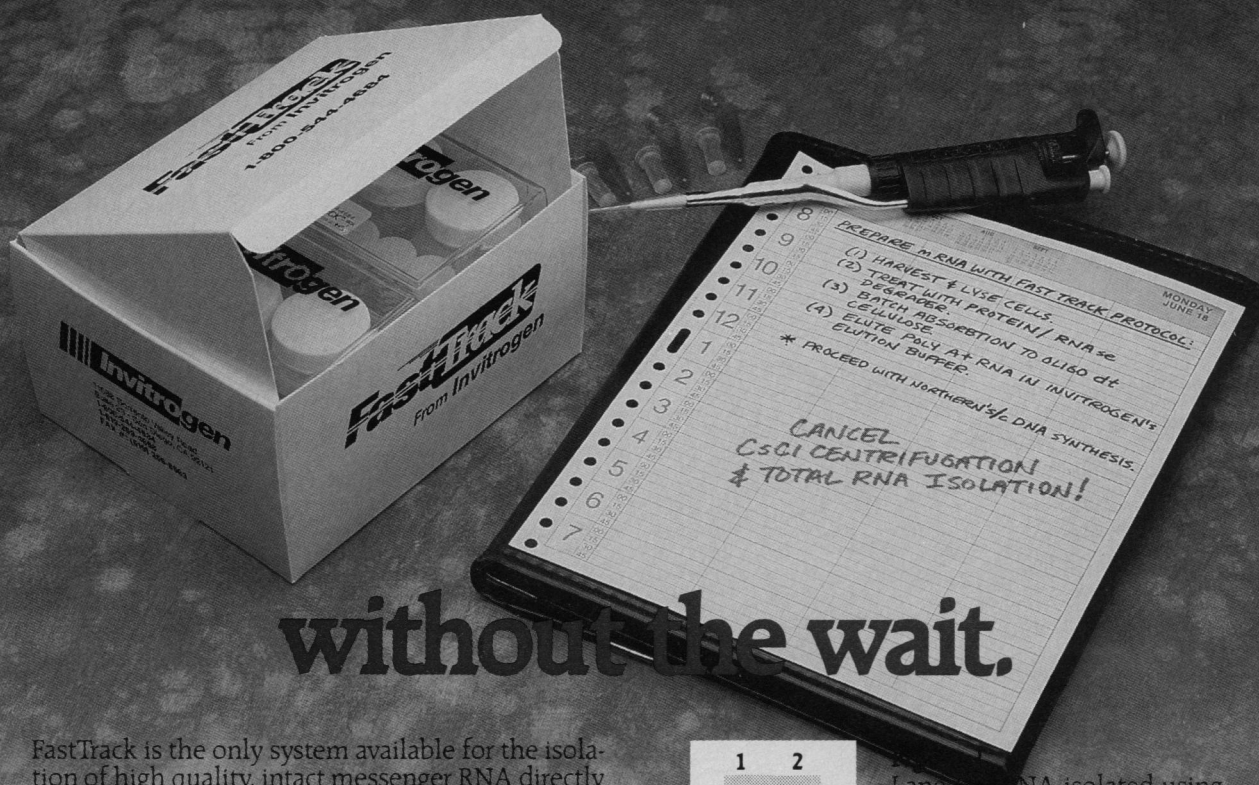 FastTrack
From Invitrogen
1-800-544-4684
Invitrogen
Invitrogen
FastTrack
From Invitrogen
8
9
10
11
12
1
2
3
4
5
6
7
MONDAY
JUNE 18
PREPARE mRNA WITH FAST TRACK PROTOCOL:
(1) HARVEST & LYSE CELLS.
(2) TREAT WITH PROTEIN/RNAse
DEGRADER.
(3) BATCH ABSORBTION TO OLIGO dt
CELLULOSE
(4) ELUTE POLY A+ RNA IN INVITROGEN'S
ELUTION BUFFER.
* PROCEED WITH NORTHERN'S/cDNA SYNTHESIS.
CANCEL
CsCl CENTRIFUGATION
& TOTAL RNA ISOLATION!
without the wait.
FastTrack is the only system available for the isola-
tion of high quality, intact messenger RNA directly
1 2
isolated using